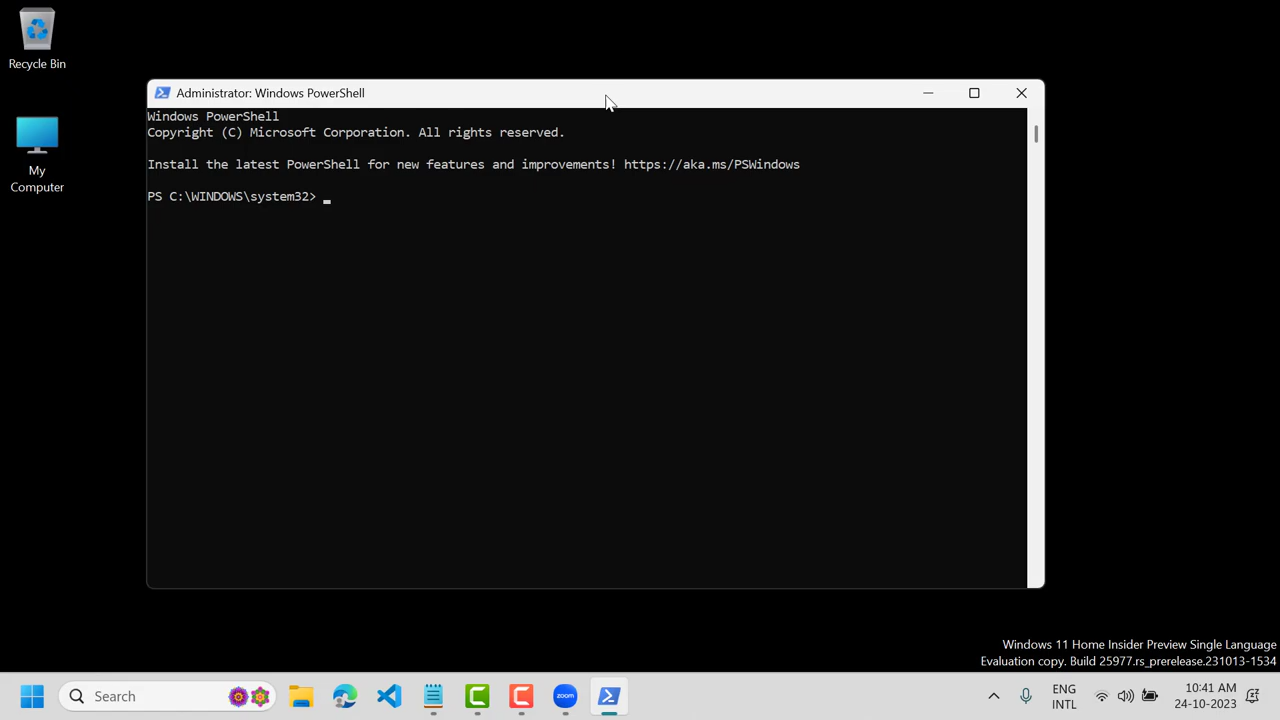 Recycle Bin
My
Computer
Administrator: Windows PowerShell
Windows PowerShell
Copyright (C) Microsoft Corporation. All rights reserved.
Install the latest PowerShell for new features and improvements! https://aka.ms/PSWindows
PS C:\WINDOWS\system32>
Windows 11 Home Insider Preview Single Language
Evaluation copy. Build 25977.rs_prerelease.231013-1534
Search
zoom
ENG
INTL
10:41 AM
24-10-2023